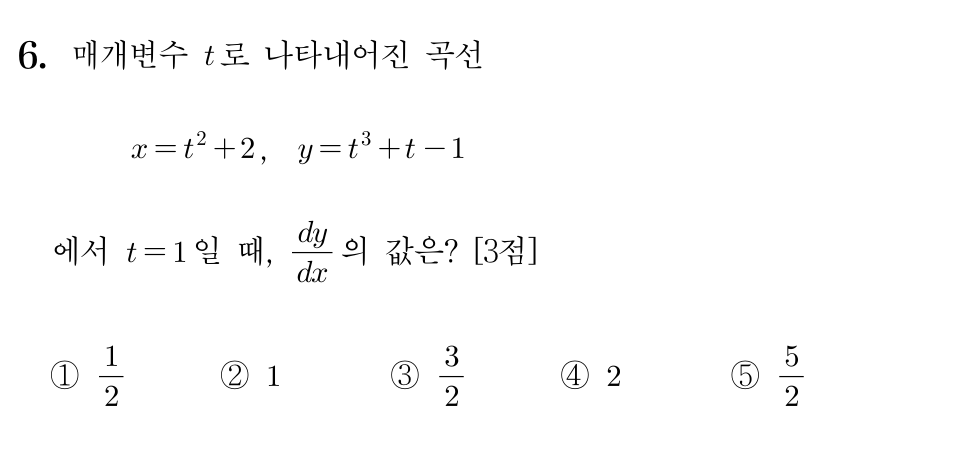 6. 매개변수 t로 나타내어진 곡선
x=t²+2, y=t³+t-1
에서 t=1일 때, dy/dx의 값은? [3점]
① 1/2 ② 1 ③ 3/2 ④ 2 ⑤ 5/2